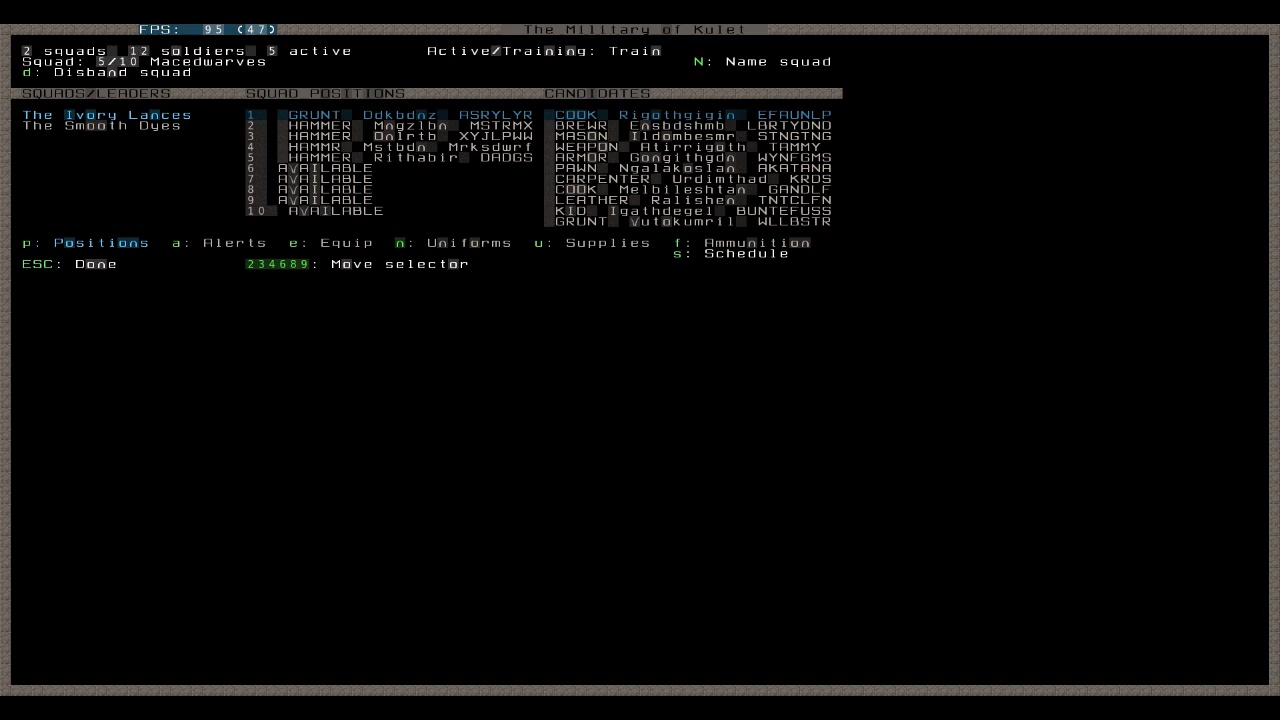 FPS: 95 (47) The Military of Kulet
2 squads 12 soldiers 5 active Active/Training: Train
Squad: 5/10 Macedwarves N: Name squad
d: Disband squad
SQUADS/LEADERS SQUAD POSITIONS CANDIDATES
The Ivory Lances 1 GRUNT Ddkbdnz ASRYLYR COOK Rigothgigin EFAUNLP
The Smooth Dyes 2 HAMMER Mngzlbn MSTRMX BREWR Ensbdshmb LBRTYDND
3 HAMMER Onlrtb XYJLPWW MASON Ildombesmr STNGTNG
4 HAMMR Mstbdn Mrksdwrf WEAPON Atirrigoth TAMMY
5 HAMMER Rithabir DADGS ARMOR Gongithgdn WYNFGMS
6 AVAILABLE PAWN Ngalakoslan AKATANA
7 AVAILABLE CARPENTER Urdimthad KRDS
8 AVAILABLE COOK Melbileshtan GANDLF
9 AVAILABLE LEATHER Ralishen TNTCLFN
10 AVAILABLE KID Igathdegel BUNTEFUSS
GRUNT Vutokumril WLLBSTR
p: Positions a: Alerts e: Equip n: Uniforms u: Supplies f: Ammunition
s: Schedule
ESC: Done 234689: Move selector